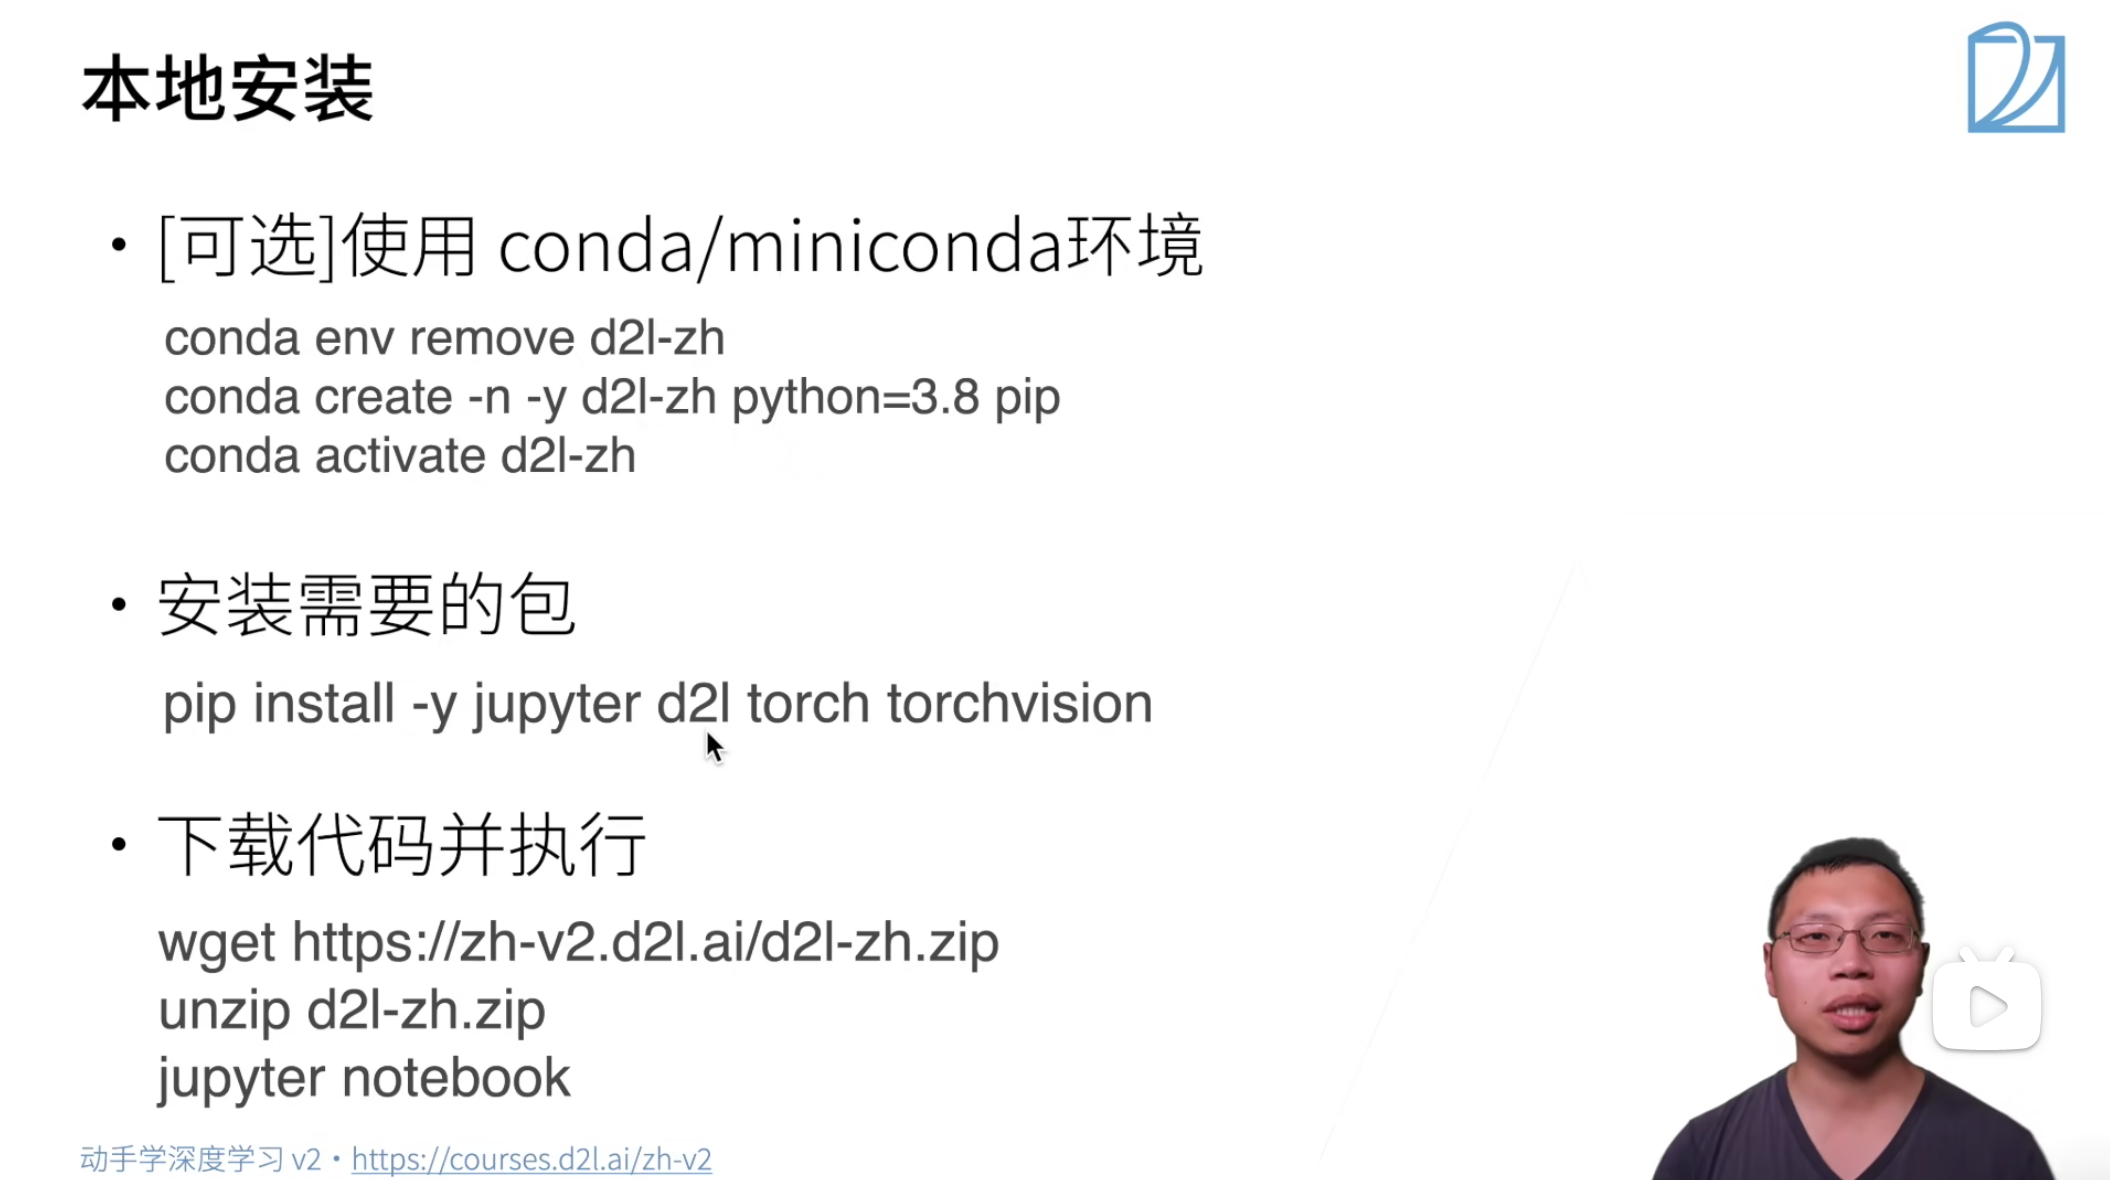 本地安装
• [可选]使用 conda/miniconda环境
conda env remove d2l-zh
conda create -n -y d2l-zh python=3.8 pip
conda activate d2l-zh
• 安装需要的包
pip install -y jupyter d2l torch torchvision
• 下载代码并执行
wget https://zh-v2.d2l.ai/d2l-zh.zip
unzip d2l-zh.zip
jupyter notebook
动手学深度学习 v2 • https://courses.d2l.ai/zh-v2